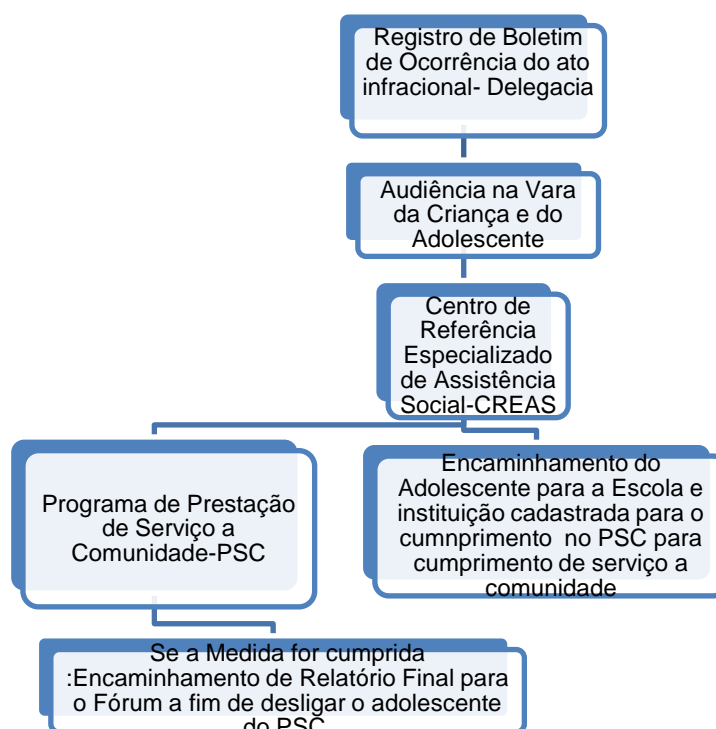 Registro de Boletim
de Ocorrência do ato
infracional- Delegacia
Audiência na Vara
da Criança e do
Adolescente
Centro de
Referência
Especializado
de Assistência
Social-CREAS
Programa de Prestação
de Serviço a
Comunidade-PSC
Encaminhamento do
Adolescente para a Escola e
instituição cadastrada para o
cumnprimento no PSC para
cumprimento de serviço a
comunidade
Se a Medida for cumprida
:Encaminhamento de Relatório Final para
o Fórum a fim de desligar o adolescente
do PSC